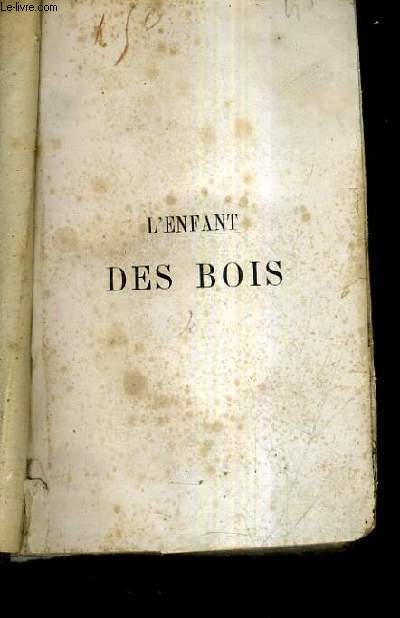 Le-livre.com
L'ENFANT
DES BOIS